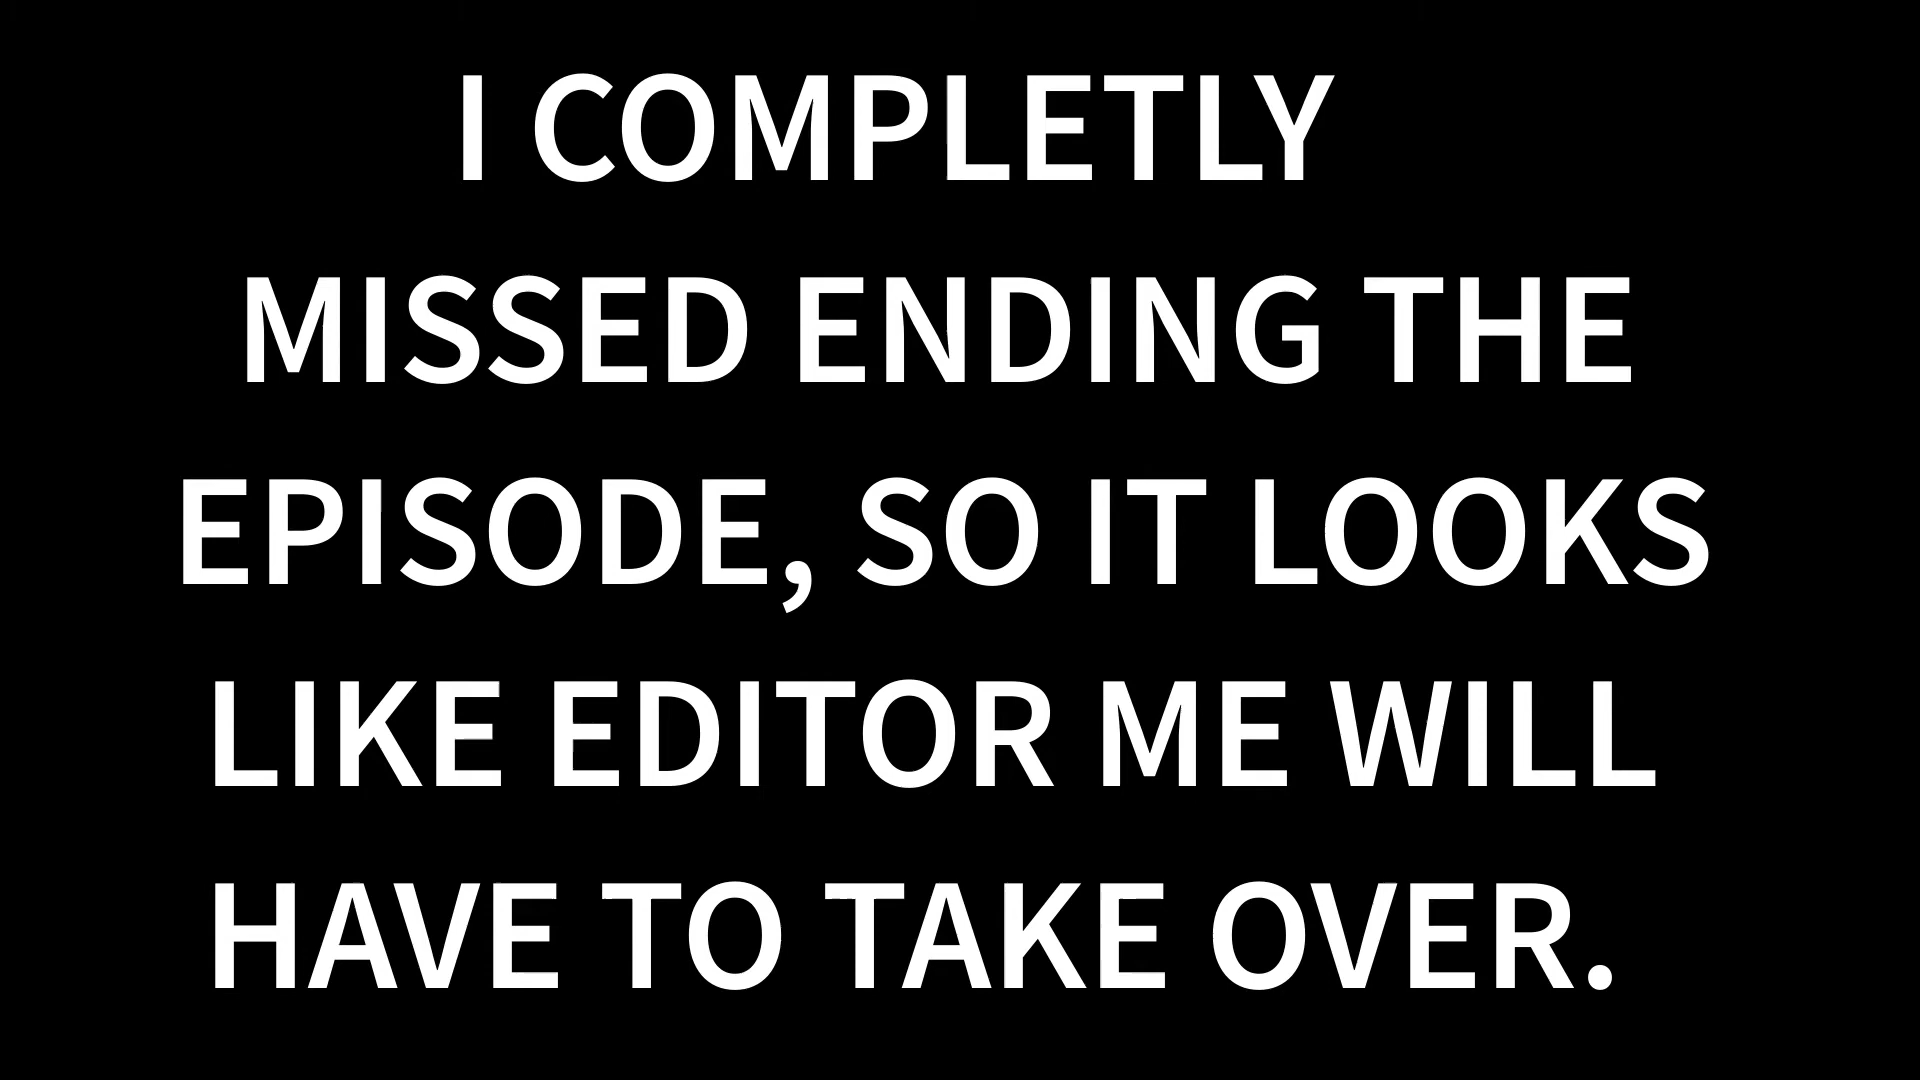 I COMPLETLY
MISSED ENDING THE
EPISODE, SO IT LOOKS
LIKE EDITOR ME WILL
HAVE TO TAKE OVER.